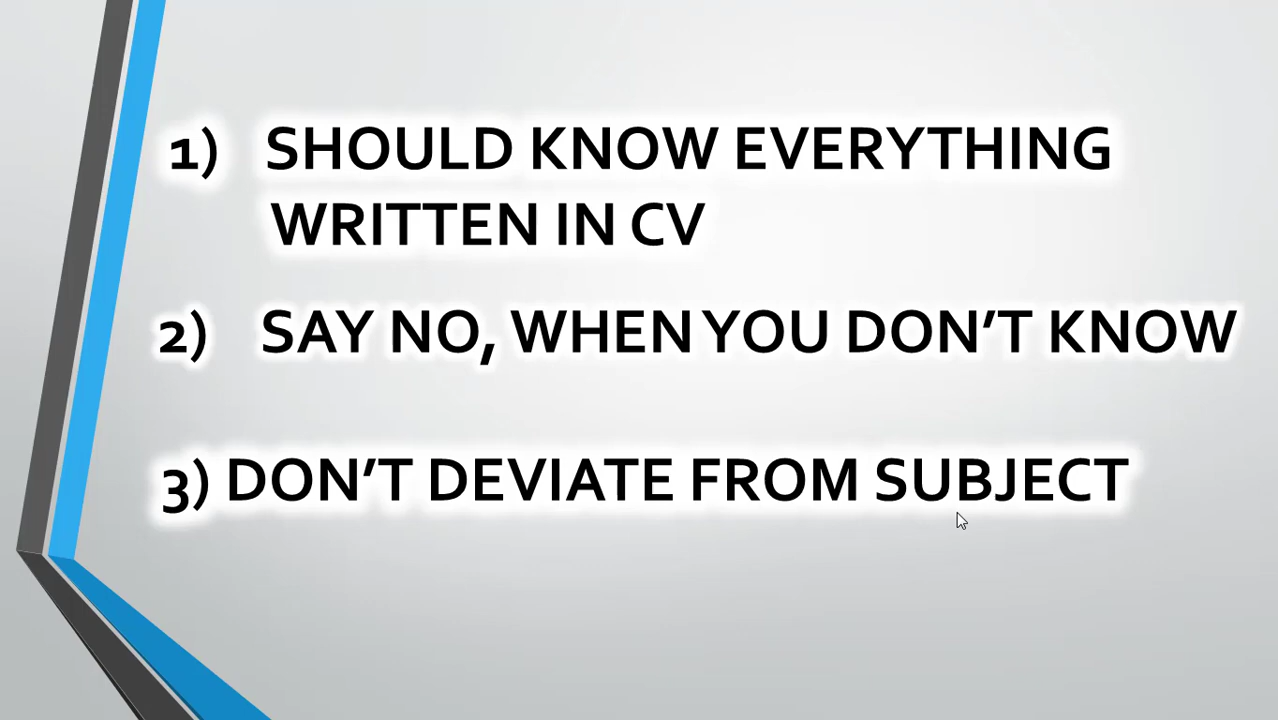 1) SHOULD KNOW EVERYTHING
WRITTEN IN CV
2) SAY NO, WHEN YOU DON’T KNOW
3) DON’T DEVIATE FROM SUBJECT